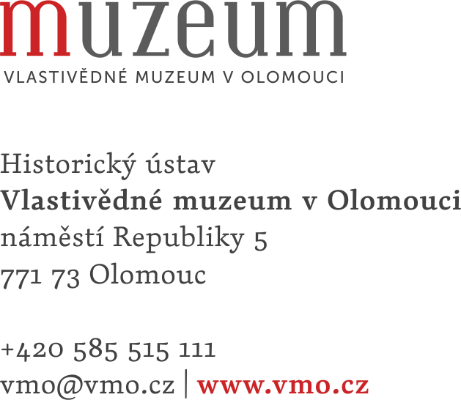 muzeum
VLASTIVĚDNÉ MUZEUM V OLOMOUCI
Historický ústav
Vlastivědné muzeum v Olomouci
náměstí Republiky 5
771 73 Olomouc
+420 585 515 111
vmo@vmo.cz | www.vmo.cz